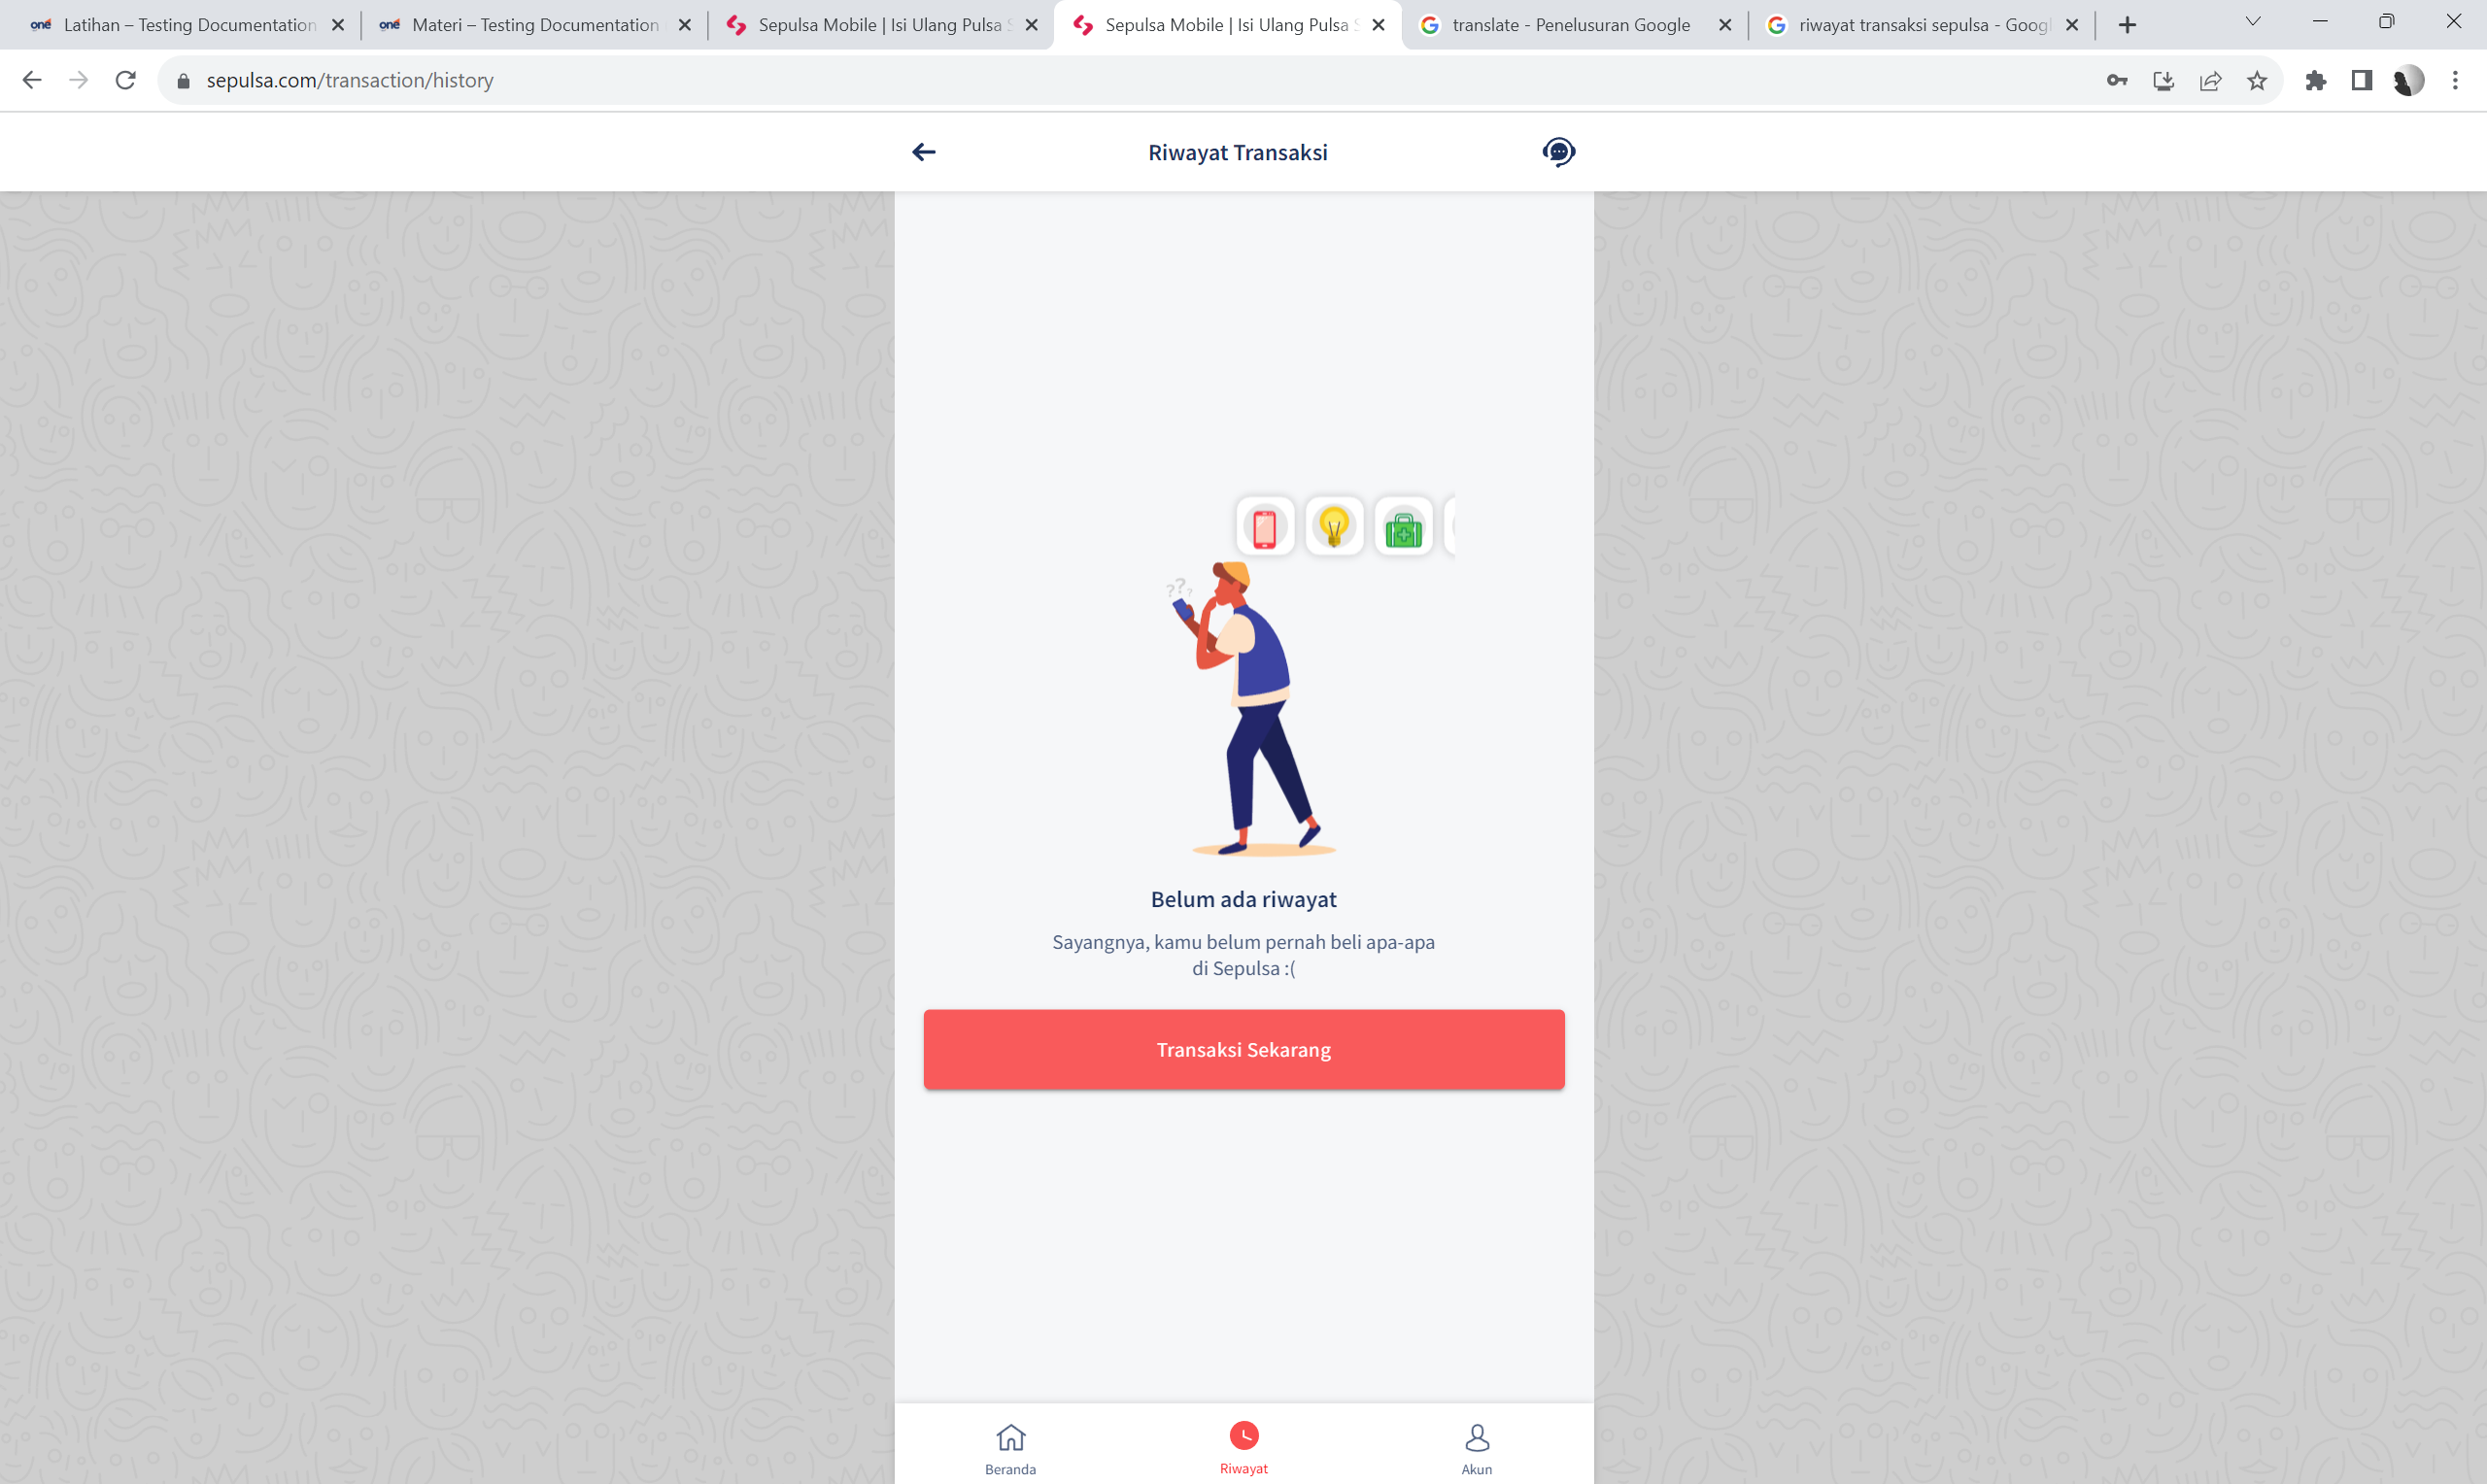 one Latihan – Testing Documentation
one Materi – Testing Documentation
Sepulsa Mobile | Isi Ulang Pulsa S
Sepulsa Mobile | Isi Ulang Pulsa S
translate - Penelusuran Google
riwayat transaksi sepulsa - Googl
sepulsa.com/transaction/history
Riwayat Transaksi
???
Belum ada riwayat
Sayangnya, kamu belum pernah beli apa-apa
di Sepulsa :(
Transaksi Sekarang
Beranda
Riwayat
Akun